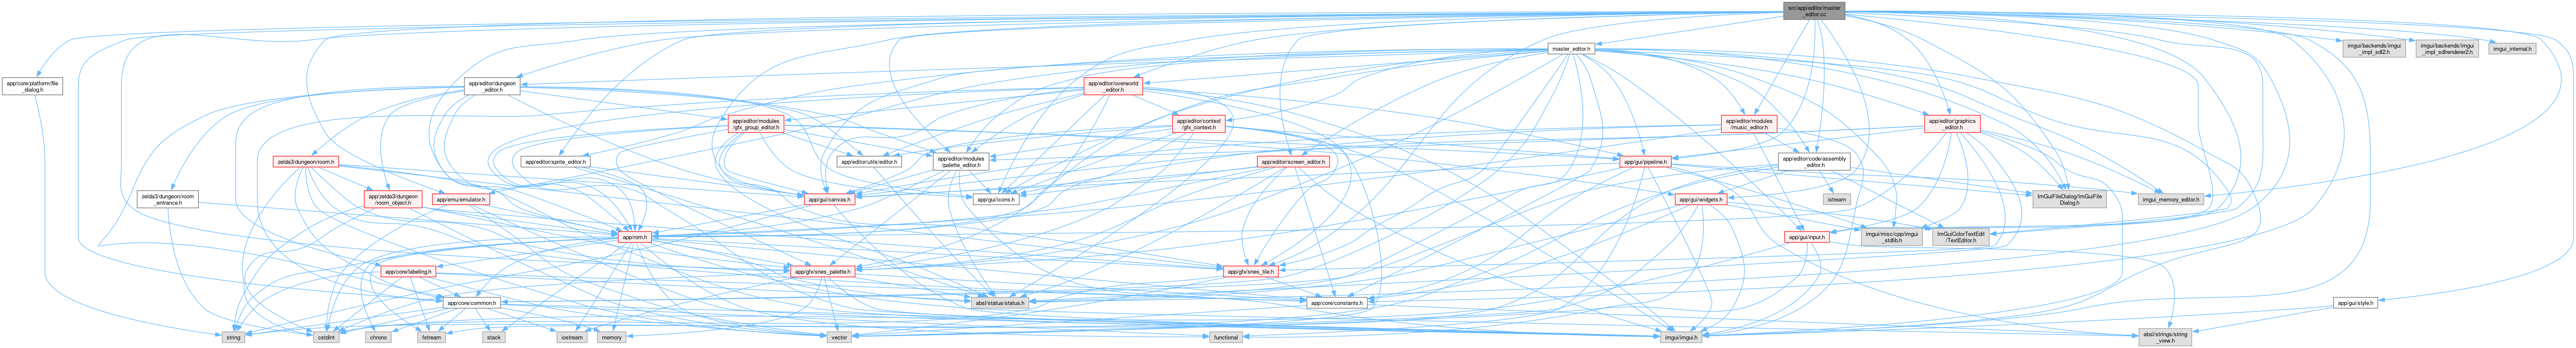 src/app/editor/master
_editor.cc
master_editor.h
imgui/backends/imgui
_impl_sdl2.h
imgui/backends/imgui
_impl_sdlrenderer2.h
imgui_internal.h
app/core/platform/file
_dialog.h
app/editor/dungeon
_editor.h
app/editor/overworld
_editor.h
app/editor/modules
/gfx_group_editor.h
app/editor/context
/gfx_context.h
app/editor/modules
/music_editor.h
app/editor/graphics
_editor.h
zelda3/dungeon/room.h
app/editor/sprite_editor.h
app/editor/utils/editor.h
app/editor/modules
/palette_editor.h
app/editor/screen_editor.h
app/gui/pipeline.h
app/editor/code/assembly
_editor.h
zelda3/dungeon/room
_entrance.h
app/zelda3/dungeon
/room_object.h
app/emu/emulator.h
app/gui/canvas.h
app/gui/icons.h
app/gui/widgets.h
istream
ImGuiFileDialog/ImGuiFile
Dialog.h
imgui_memory_editor.h
app/rom.h
app/gui/input.h
imgui/misc/cpp/imgui
_stdlib.h
ImGuiColorTextEdit
/TextEditor.h
app/core/labeling.h
app/gfx/snes_palette.h
app/gfx/snes_tile.h
app/core/common.h
absl/status/status.h
app/core/constants.h
app/gui/style.h
string
cstdint
chrono
fstream
stack
iostream
memory
vector
functional
imgui/imgui.h
absl/strings/string
_view.h